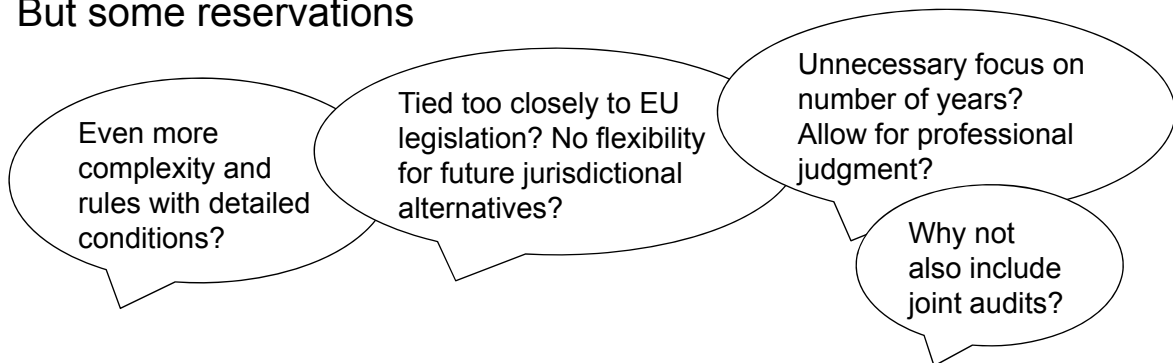 But some reservations
Even more
complexity and
rules with detailed
conditions?
Tied too closely to EU
legislation? No flexibility
for future jurisdictional
alternatives?
Unnecessary focus on
number of years?
Allow for professional
judgment?
Why not
also include
joint audits?